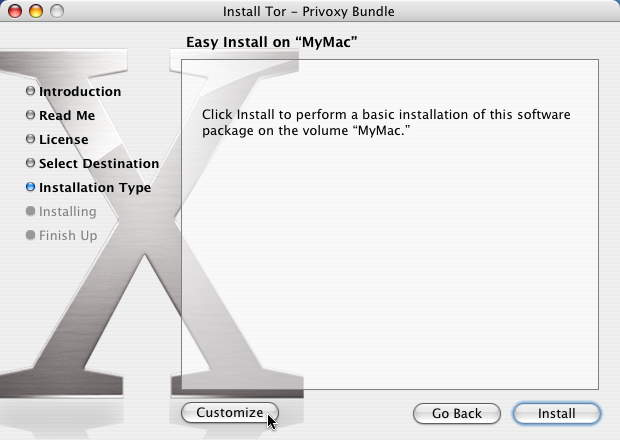 Install Tor – Privoxy Bundle
Easy Install on “MyMac”
Introduction
Read Me
License
Select Destination
Installation Type
Installing
Finish Up
Click Install to perform a basic installation of this software
package on the volume “MyMac.”
Customize
Go Back
Install